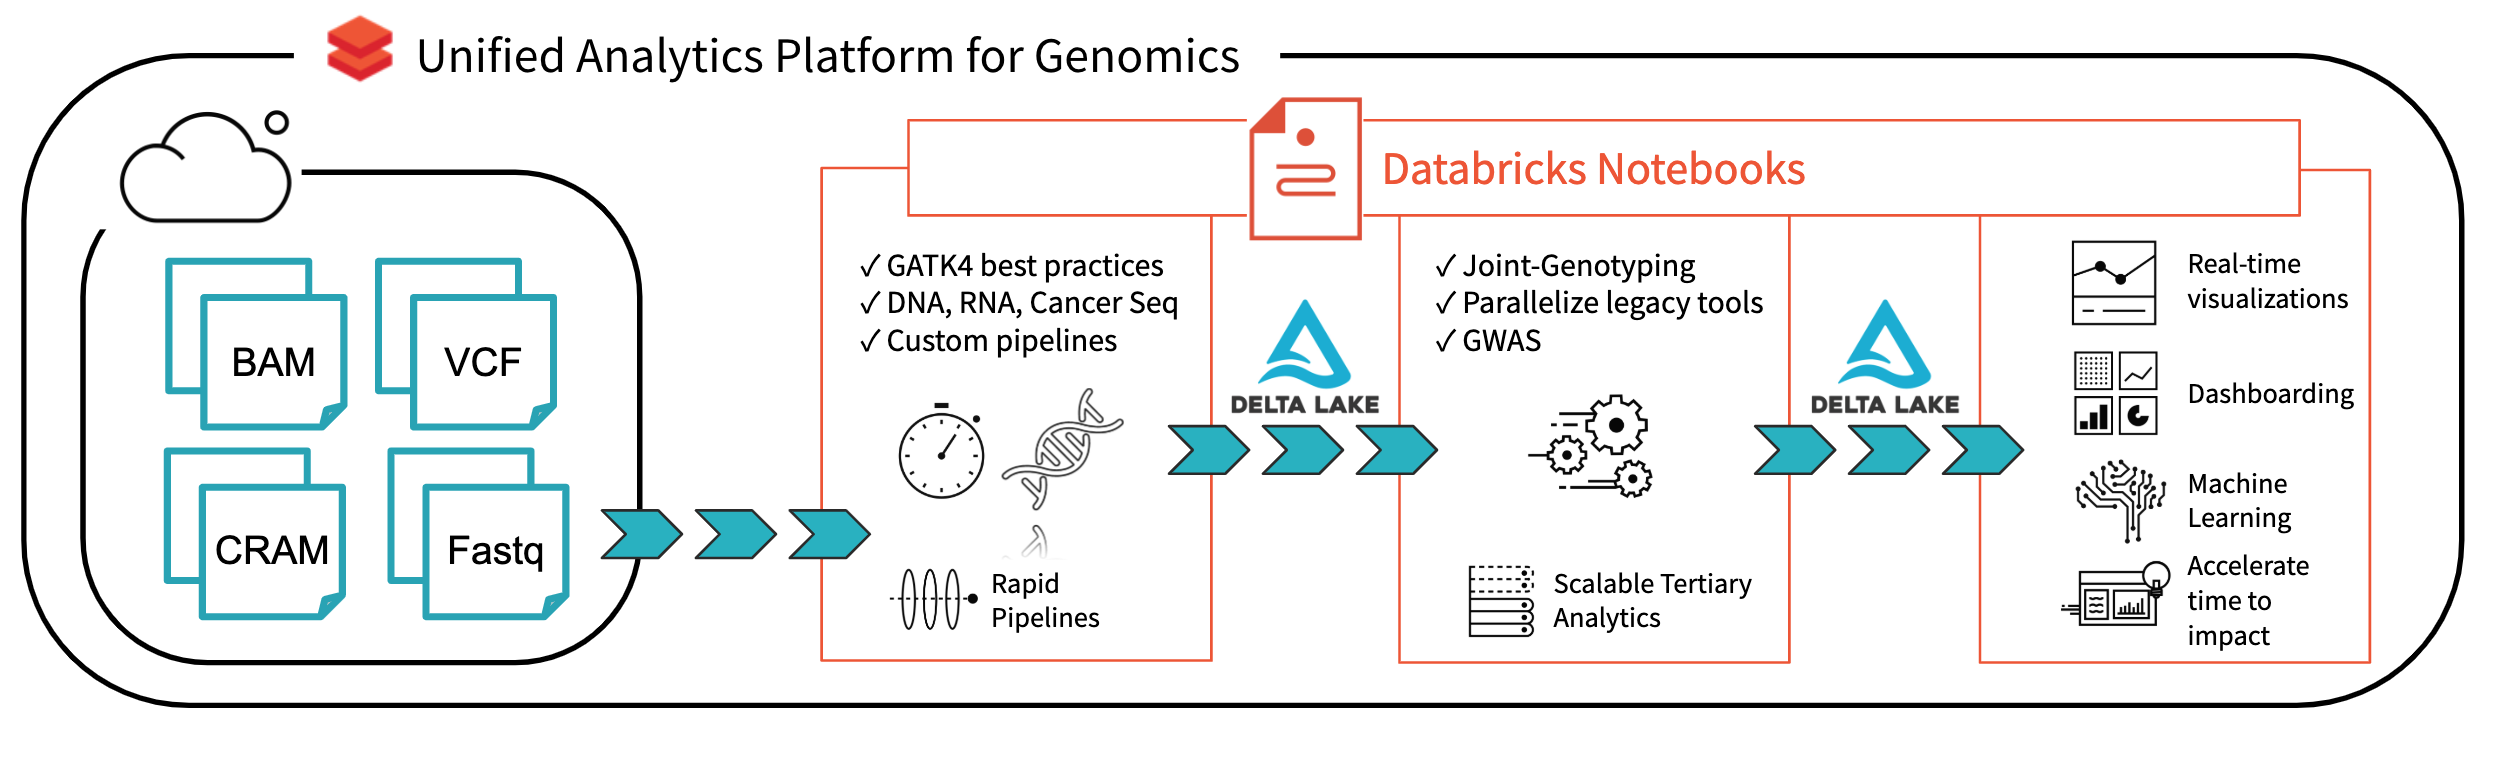 Unified Analytics Platform for Genomics
Databricks Notebooks
BAM
VCF
CRAM
Fastq
✓ GATK4 best practices
✓ DNA, RNA, Cancer Seq
✓ Custom pipelines
Rapid
Pipelines
DELTA LAKE
✓ Joint-Genotyping
✓ Parallelize legacy tools
✓ GWAS
Scalable Tertiary
Analytics
DELTA LAKE
Real-time
visualizations
Dashboarding
Machine
Learning
Accelerate
time to
impact